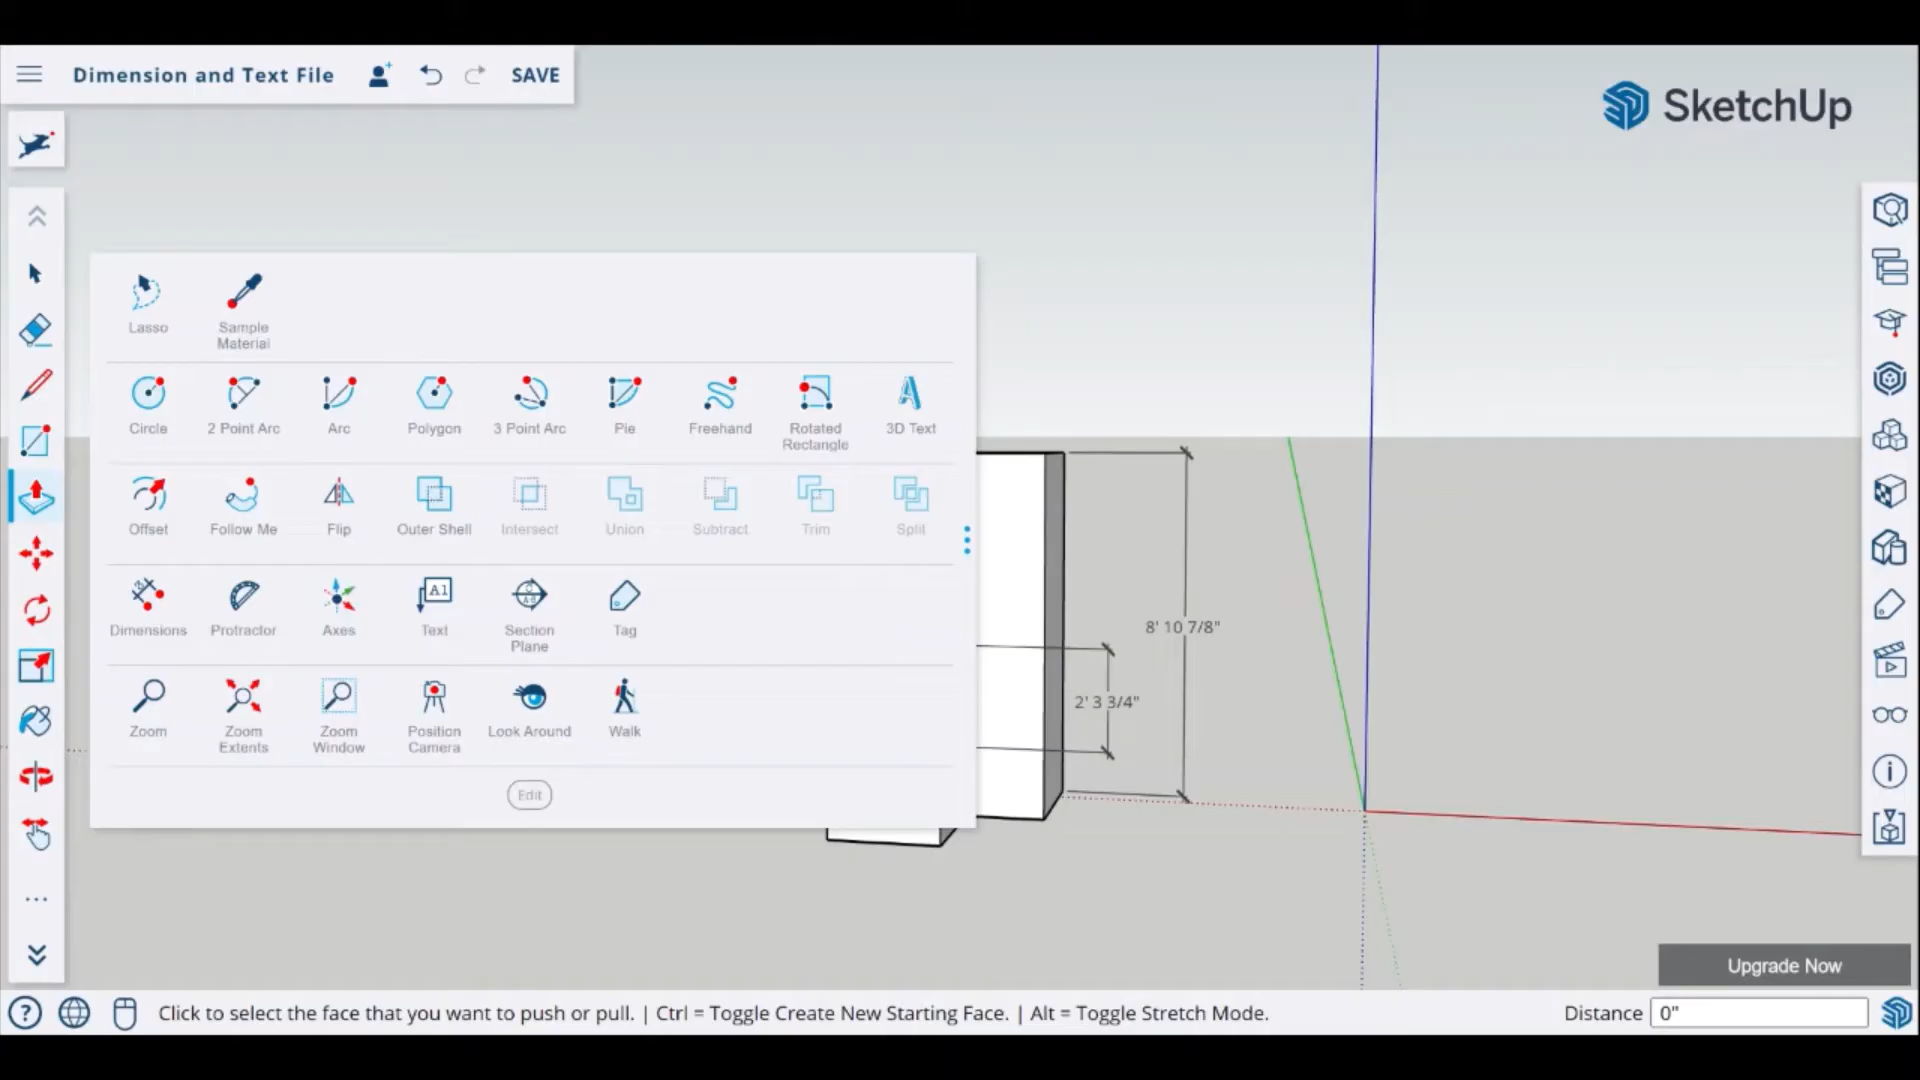 Dimension and Text File
SAVE
SketchUp
Lasso
Sample
Material
Circle
2 Point Arc
Arc
Polygon
3 Point Arc
Pie
Freehand
Rotated
Rectangle
3D Text
Offset
Follow Me
Flip
Outer Shell
Intersect
Union
Subtract
Trim
Split
A1
Dimensions
Protractor
Axes
Text
Section
Plane
Tag
8' 10 7/8"
2' 3 3/4"
Zoom
Zoom
Extents
Zoom
Window
Position
Camera
Look Around
Walk
Edit
Upgrade Now
Click to select the face that you want to push or pull. | Ctrl = Toggle Create New Starting Face. | Alt = Toggle Stretch Mode.
Distance 0"